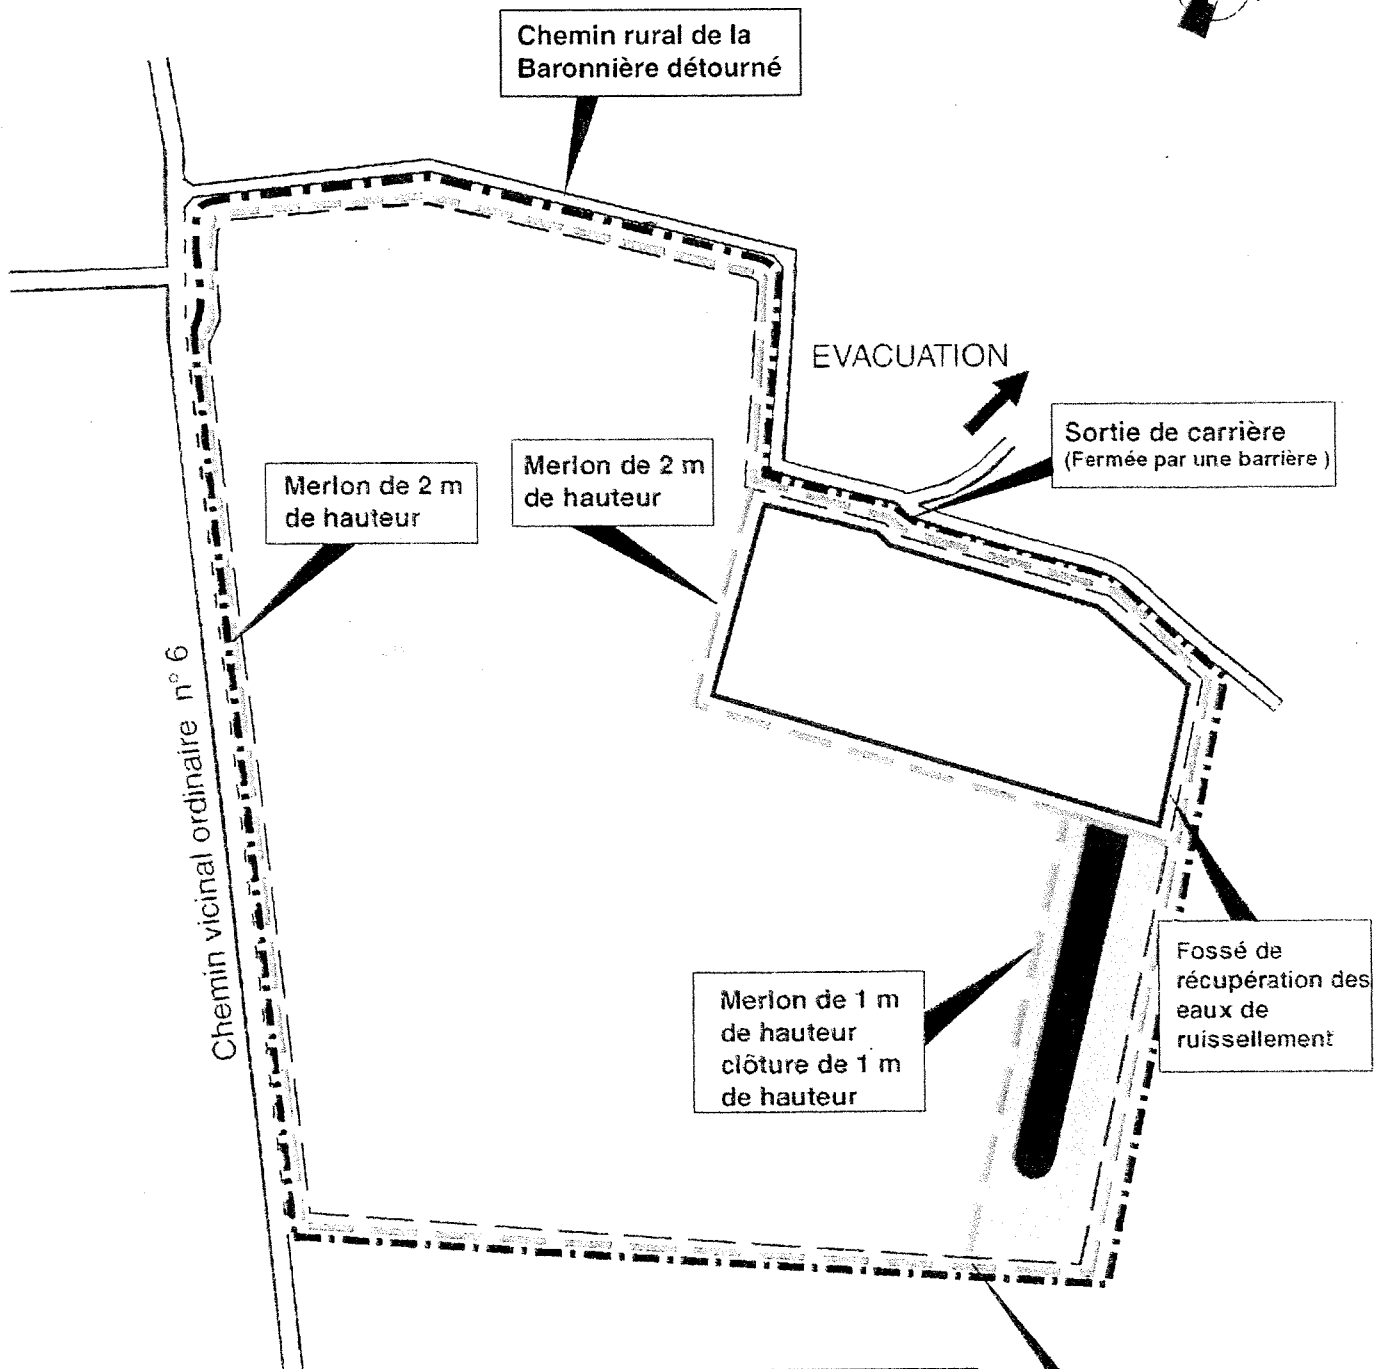 Chemin rural de la
Baronnière détourné
EVACUATION
Sortie de carrière
(Fermée par une barrière )
Merlon de 2 m
de hauteur
Merlon de 2 m
de hauteur
Chemin vicinal ordinaire n° 6
Fossé de
récupération des
eaux de
ruissellement
Merlon de 1 m
de hauteur
clôture de 1 m
de hauteur